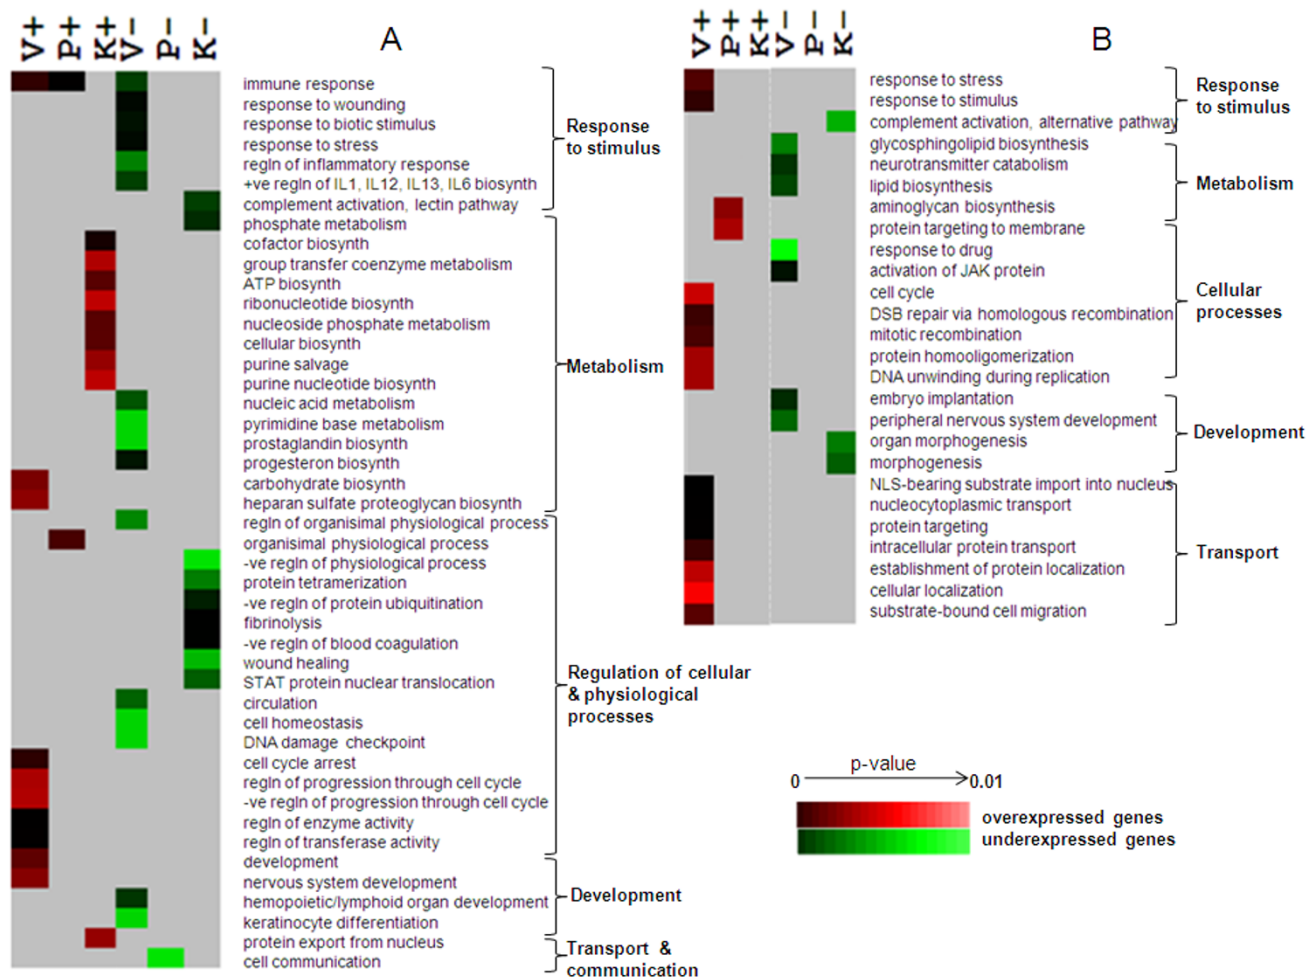 A
V+ P+ K+ V− P− K−
immune response
response to wounding
response to biotic stimulus
response to stress
regln of inflammatory response
+ve regln of IL1, IL12, IL13, IL6 biosynth
complement activation, lectin pathway
Response
to stimulus
phosphate metabolism
cofactor biosynth
group transfer coenzyme metabolism
ATP biosynth
ribonucleotide biosynth
nucleoside phosphate metabolism
cellular biosynth
purine salvage
purine nucleotide biosynth
nucleic acid metabolism
pyrimidine base metabolism
prostaglandin biosynth
progesteron biosynth
carbohydrate biosynth
heparan sulfate proteoglycan biosynth
Metabolism
regln of organisimal physiological process
organisimal physiological process
-ve regln of physiological process
protein tetramerization
-ve regln of protein ubiquitination
fibrinolysis
-ve regln of blood coagulation
wound healing
STAT protein nuclear translocation
circulation
cell homeostasis
DNA damage checkpoint
cell cycle arrest
regln of progression through cell cycle
-ve regln of progression through cell cycle
regln of enzyme activity
regln of transferase activity
Regulation of cellular
& physiological
processes
development
nervous system development
hemopoietic/lymphoid organ development
keratinocyte differentiation
Development
protein export from nucleus
cell communication
Transport &
communication
B
V+ P+ K+ V− P− K−
response to stress
response to stimulus
complement activation, alternative pathway
Response
to stimulus
glycosphingolipid biosynthesis
neurotransmitter catabolism
lipid biosynthesis
aminoglycan biosynthesis
Metabolism
protein targeting to membrane
response to drug
activation of JAK protein
cell cycle
DSB repair via homologous recombination
mitotic recombination
protein homooligomerization
DNA unwinding during replication
Cellular
processes
embryo implantation
peripheral nervous system development
organ morphogenesis
morphogenesis
Development
NLS-bearing substrate import into nucleus
nucleocytoplasmic transport
protein targeting
intracellular protein transport
establishment of protein localization
cellular localization
substrate-bound cell migration
Transport
p-value
0 0.01
overexpressed genes
underexpressed genes